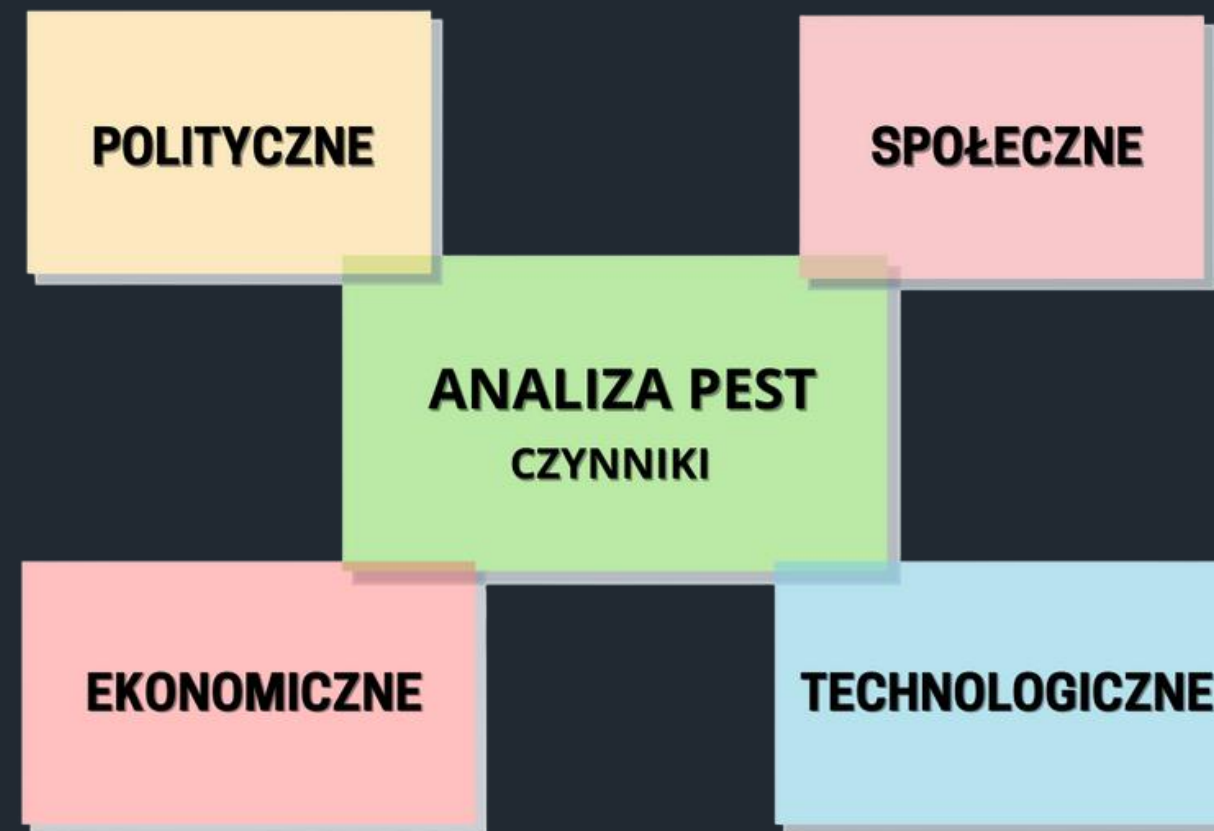 POLITYCZNE
SPOŁECZNE
ANALIZA PEST
CZYNNIKI
EKONOMICZNE
TECHNOLOGICZNE